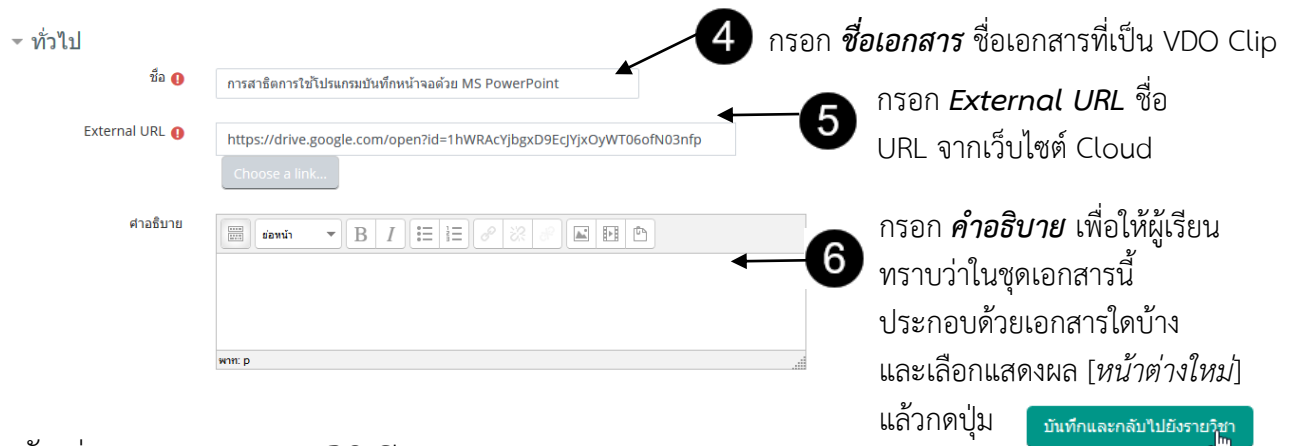 ทั่วไป
4 กรอก ชื่อเอกสาร ชื่อเอกสารที่เป็น VDO Clip
ชื่อ
การสาธิตการใช้โปรแกรมบันทึกหน้าจอด้วย MS PowerPoint
5 กรอก External URL ชื่อ
URL จากเว็บไซต์ Cloud
External URL
https://drive.google.com/open?id=1hWRAcYjbgxD9EcJYjxOyWT06ofN03nfp
Choose a link...
คำอธิบาย
ย่อหน้า B I
พาท: p
6 กรอก คำอธิบาย เพื่อให้ผู้เรียน
ทราบว่าในชุดเอกสารนี้
ประกอบด้วยเอกสารใดบ้าง
และเลือกแสดงผล [หน้าต่างใหม่]
แล้วกดปุ่ม บันทึกและกลับไปยังรายวิชา